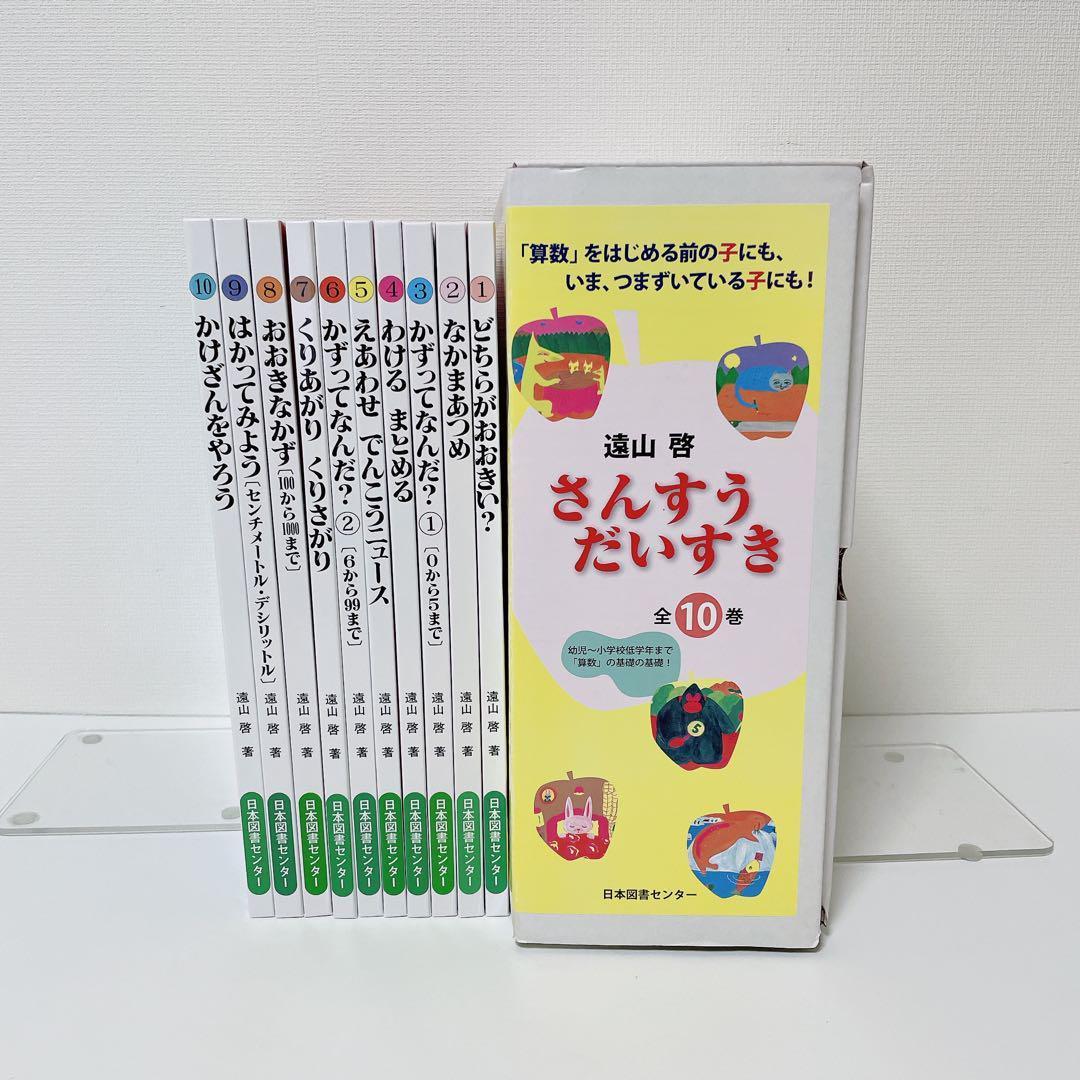 ⑩ かけざんをやろう 遠山 啓 著 日本図書センター
⑨ はかってみよう〔センチメートル・デシリットル〕 遠山 啓 著 日本図書センター
⑧ おおきなかず〔100から1000まで〕 遠山 啓 著 日本図書センター
⑦ くりあがり くりさがり 遠山 啓 著 日本図書センター
⑥ かずってなんだ?②〔6から99まで〕 遠山 啓 著 日本図書センター
⑤ えあわせ でんこうニュース 遠山 啓 著 日本図書センター
④ わける まとめる 遠山 啓 著 日本図書センター
③ かずってなんだ?①〔0から5まで〕 遠山 啓 著 日本図書センター
② なかまあつめ 遠山 啓 著 日本図書センター
① どちらがおおきい? 遠山 啓 著 日本図書センター
「算数」をはじめる前の子にも、
いま、つまずいている子にも!
遠山 啓
さんすう
だいすき
全10巻
幼児〜小学校低学年まで
「算数」の基礎の基礎!
5
日本図書センター